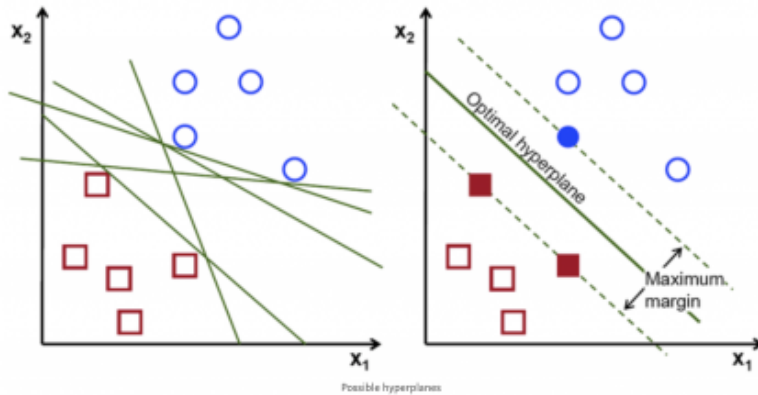 x₂
x₁
x₂
Optimal hyperplane
Maximum
margin
x₁
Possible hyperplanes